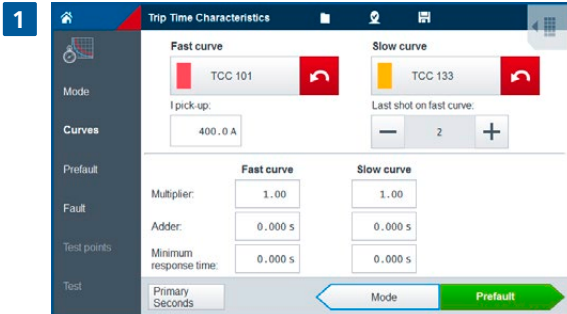 1
Trip Time Characteristics
Fast curve Slow curve
TCC 101 TCC 133
Mode
I pick-up: Last shot on fast curve:
400.0 A 2
Curves
Prefault
Fast curve Slow curve
Multiplier: 1.00 1.00
Fault
Adder: 0.000 s 0.000 s
Test points
Minimum
response time: 0.000 s 0.000 s
Test
Primary
Seconds
Mode Prefault